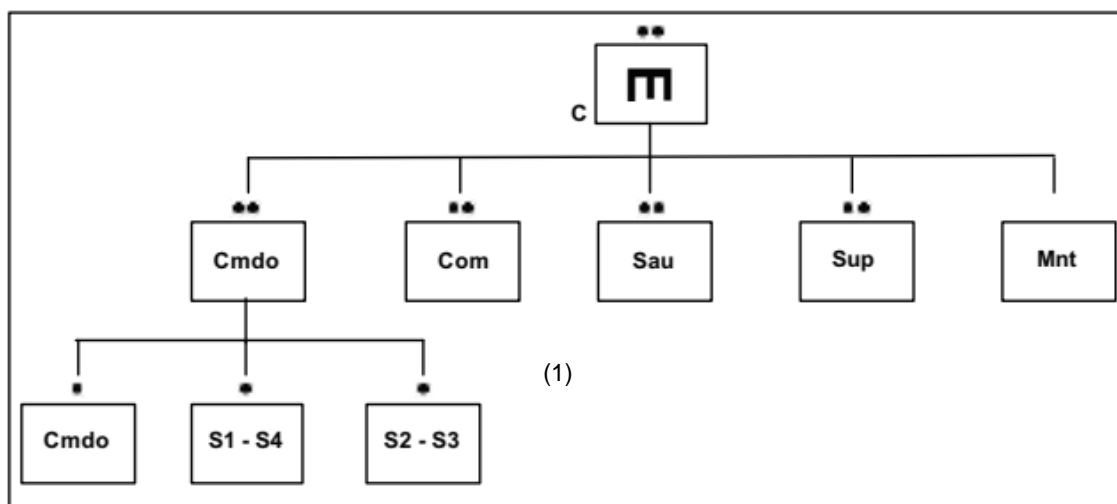 E
C
Cmdo Com Sau Sup Mnt
(1)
Cmdo S1 - S4 S2 - S3